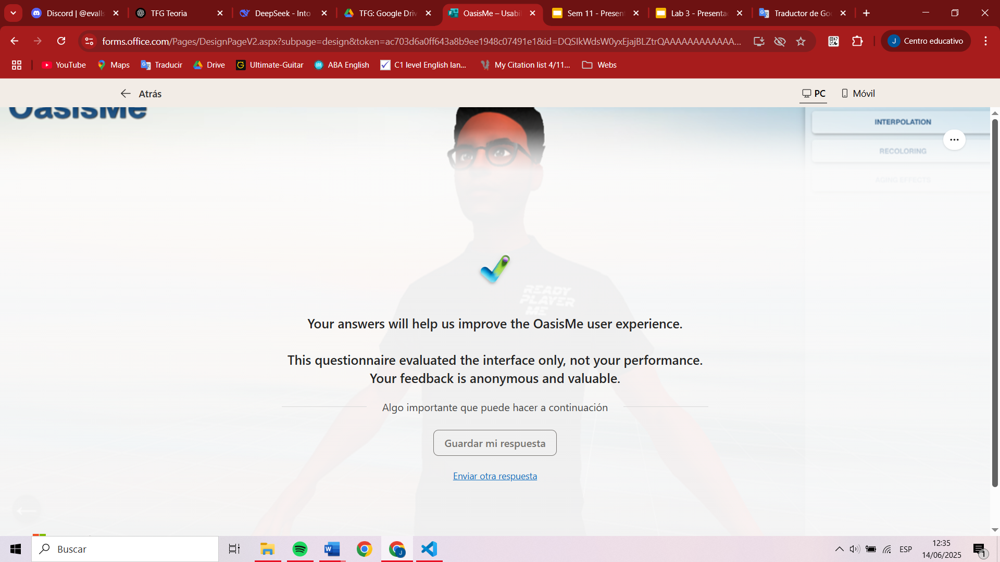 Discord | @evalls
TFG Teoria
DeepSeek - Into
TFG: Google Driv
OasisMe – Usabil
Sem 11 - Present
Lab 3 - Presentac
Traductor de Go
forms.office.com/Pages/DesignPageV2.aspx?subpage=design&token=ac703d6a0ff643a8b9ee1948c07491e1&id=DQSIkWdsW0yxEjajBLZtrQAAAAAAAAAAAAA...
J Centro educativo
YouTube
Maps
Traducir
Drive
Ultimate-Guitar
ABA English
C1 level English lan...
My Citation list 4/11...
Webs
Atrás
PC
Móvil
OasisMe
INTERPOLATION
RECOLORING
AGING EFFECTS
READY
PLAYER
ME
Your answers will help us improve the OasisMe user experience.
This questionnaire evaluated the interface only, not your performance.
Your feedback is anonymous and valuable.
Algo importante que puede hacer a continuación
Guardar mi respuesta
Enviar otra respuesta
Buscar
ESP
12:35
14/06/2025
1